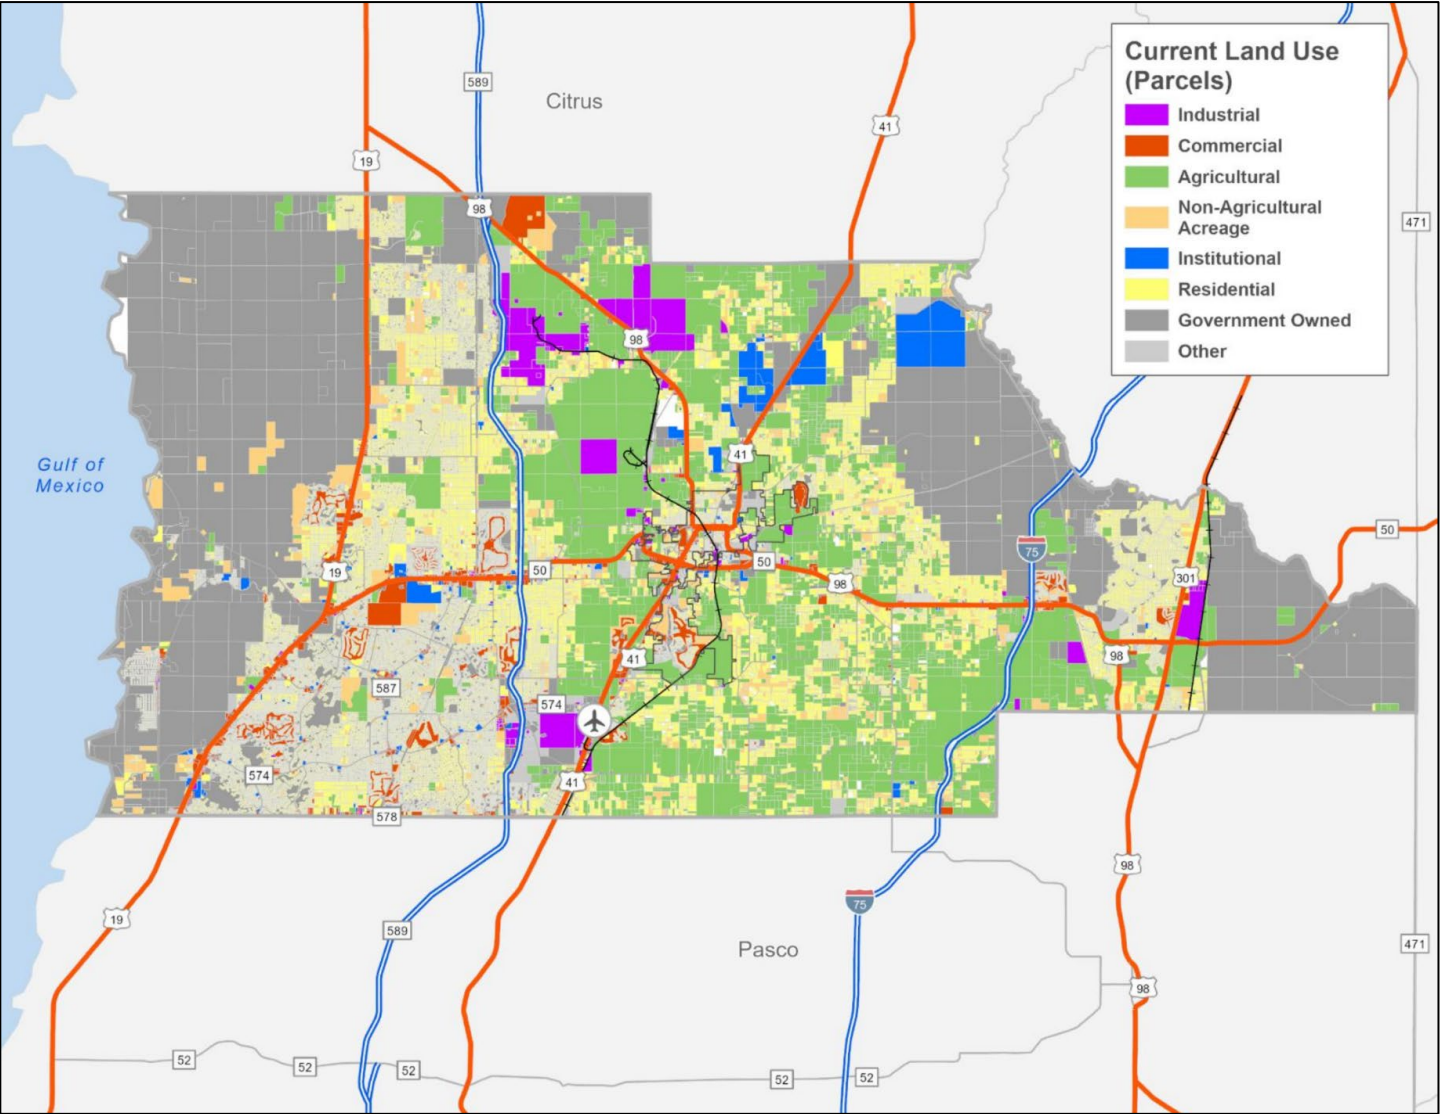 Current Land Use
(Parcels)
Industrial
Commercial
Agricultural
Non-Agricultural
Acreage
Institutional
Residential
Government Owned
Other
589
Citrus
41
19
98
471
98
41
Gulf of
Mexico
50
75
19
50
50
98
301
41
98
587
574
574
41
578
98
75
19
589
Pasco
471
98
52
52
52
52
52